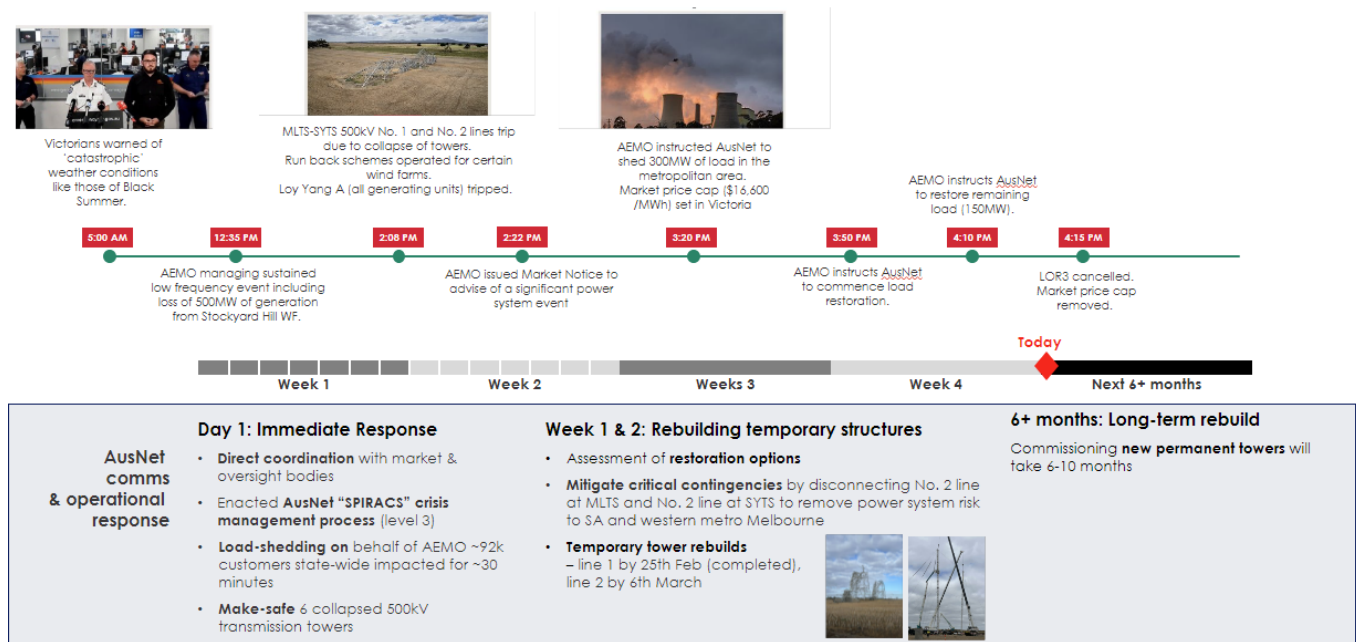 Victorians warned of
'catastrophic'
weather conditions
like those of Black
Summer.
MLTS-SYTS 500kV No. 1 and No. 2 lines trip
due to collapse of towers.
Run back schemes operated for certain
wind farms.
Loy Yang A (all generating units) tripped.
AEMO instructed AusNet to
shed 300MW of load in the
metropolitan area.
Market price cap ($16,600
/MWh) set in Victoria
AEMO instructs AusNet
to restore remaining
load (150MW).
5:00 AM
12:35 PM
2:08 PM
2:22 PM
3:20 PM
3:50 PM
4:10 PM
4:15 PM
AEMO managing sustained
low frequency event including
loss of 500MW of generation
from Stockyard Hill WF.
AEMO issued Market Notice to
advise of a significant power
system event
AEMO instructs AusNet
to commence load
restoration.
LOR3 cancelled.
Market price cap
removed.
Today
Week 1
Week 2
Weeks 3
Week 4
Next 6+ months
AusNet
comms
& operational
response
Day 1: Immediate Response
• Direct coordination with market &
oversight bodies
• Enacted AusNet "SPIRACS" crisis
management process (level 3)
• Load-shedding on behalf of AEMO ~92k
customers state-wide impacted for ~30
minutes
• Make-safe 6 collapsed 500kV
transmission towers
Week 1 & 2: Rebuilding temporary structures
• Assessment of restoration options
• Mitigate critical contingencies by disconnecting No. 2 line
at MLTS and No. 2 line at SYTS to remove power system risk
to SA and western metro Melbourne
• Temporary tower rebuilds
– line 1 by 25th Feb (completed),
line 2 by 6th March
6+ months: Long-term rebuild
Commissioning new permanent towers will
take 6-10 months